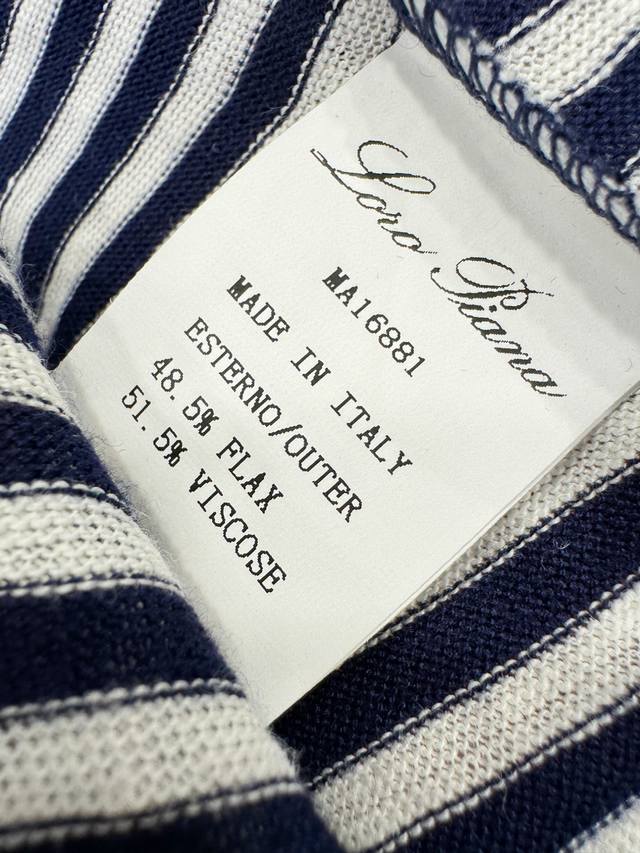 Loro Piana
MA16881
MADE IN ITALY
ESTERNO/OUTER
48.5% FLAX
51.5% VISCOSE